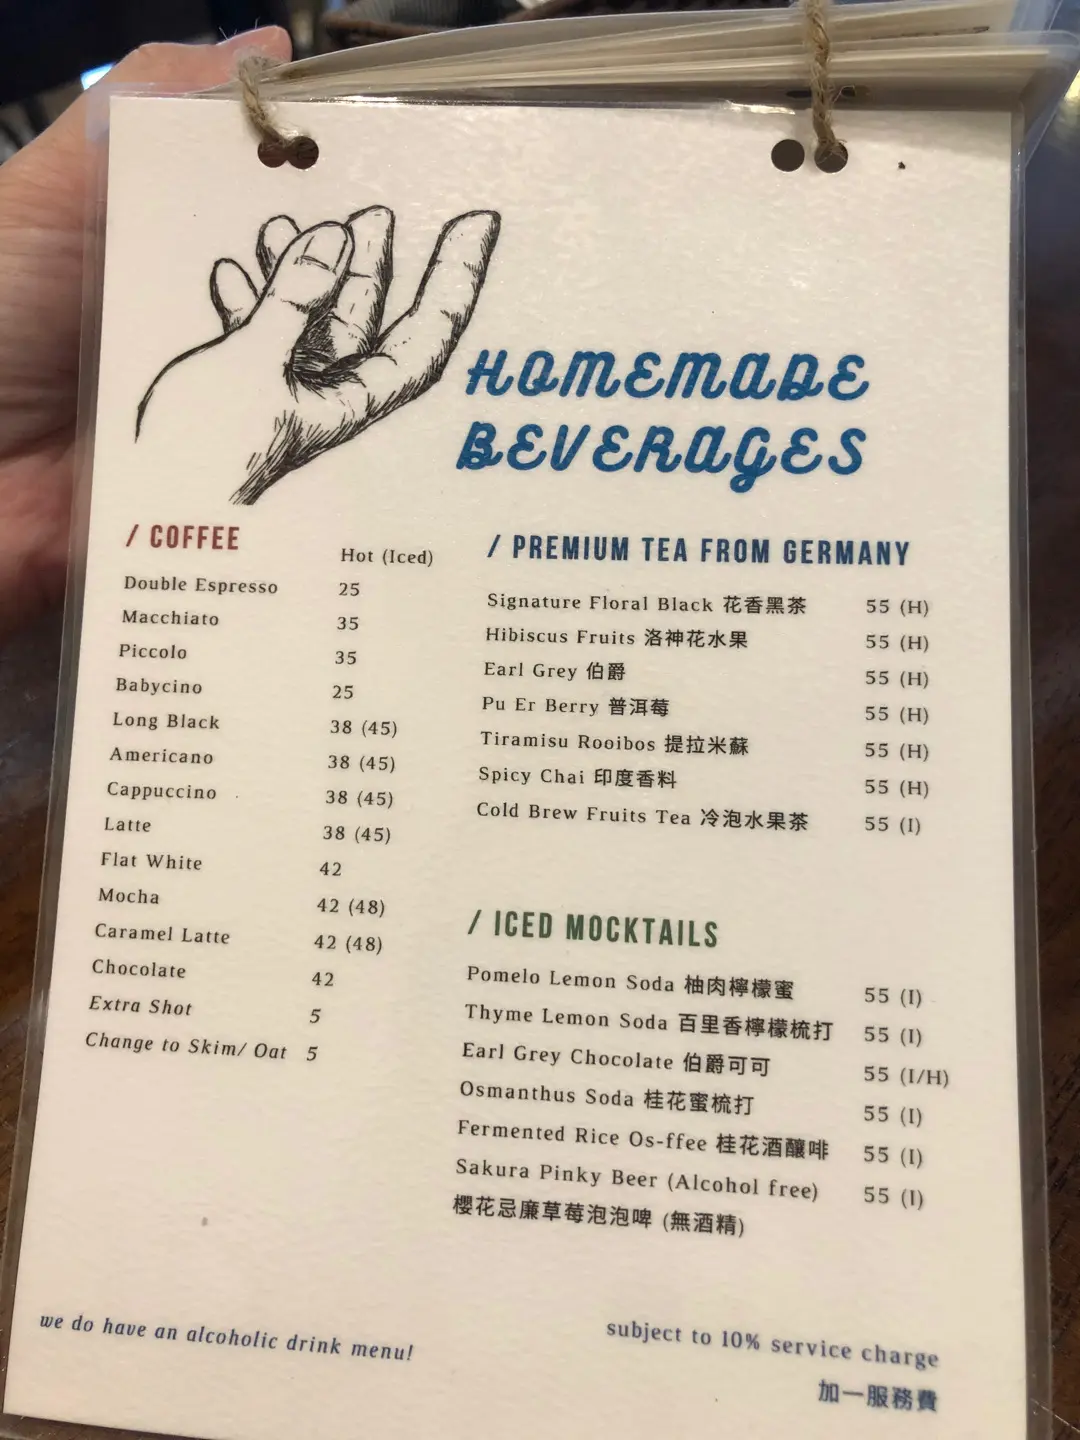 HOMEMADE
BEVERAGES
/ COFFEE
Hot (Iced)
Double Espresso 25
Macchiato 35
Piccolo 35
Babycino 25
Long Black 38 (45)
Americano 38 (45)
Cappuccino 38 (45)
Latte 38 (45)
Flat White 42
Mocha 42 (48)
Caramel Latte 42 (48)
Chocolate 42
Extra Shot 5
Change to Skim/ Oat 5
/ PREMIUM TEA FROM GERMANY
Signature Floral Black 花香黑茶 55 (H)
Hibiscus Fruits 洛神花水果 55 (H)
Earl Grey 伯爵 55 (H)
Pu Er Berry 普洱莓 55 (H)
Tiramisu Rooibos 提拉米蘇 55 (H)
Spicy Chai 印度香料 55 (H)
Cold Brew Fruits Tea 冷泡水果茶 55 (I)
/ ICED MOCKTAILS
Pomelo Lemon Soda 柚肉檸檬蜜 55 (I)
Thyme Lemon Soda 百里香檸檬梳打 55 (I)
Earl Grey Chocolate 伯爵可可 55 (I/H)
Osmanthus Soda 桂花蜜梳打 55 (I)
Fermented Rice Os-ffee 桂花酒釀啡 55 (I)
Sakura Pinky Beer (Alcohol free) 55 (I)
櫻花忌廉草莓泡泡啤 (無酒精)
we do have an alcoholic drink menu!
subject to 10% service charge
加一服務費